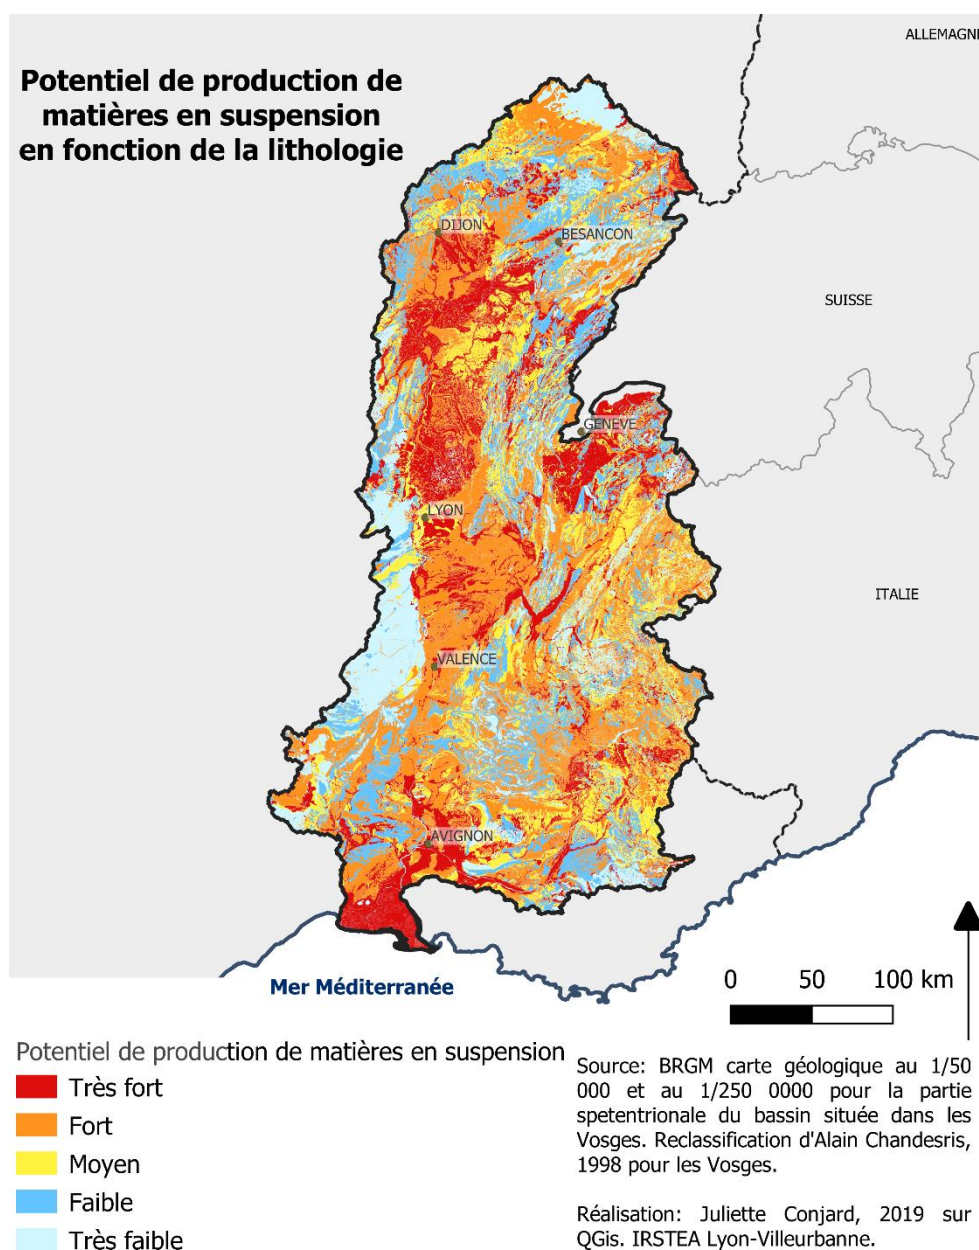 Potentiel de production de
matières en suspension
en fonction de la lithologie
ALLEMAGNE
DIJON
BESANCON
SUISSE
GENEVE
LYON
ITALIE
VALENCE
AVIGNON
Mer Méditerranée
0 50 100 km
Potentiel de production de matières en suspension
Très fort
Fort
Moyen
Faible
Très faible
Source: BRGM carte géologique au 1/50
000 et au 1/250 0000 pour la partie
spetentrionale du bassin située dans les
Vosges. Reclassification d'Alain Chandesris,
1998 pour les Vosges.
Réalisation: Juliette Conjard, 2019 sur
QGis. IRSTEA Lyon-Villeurbanne.